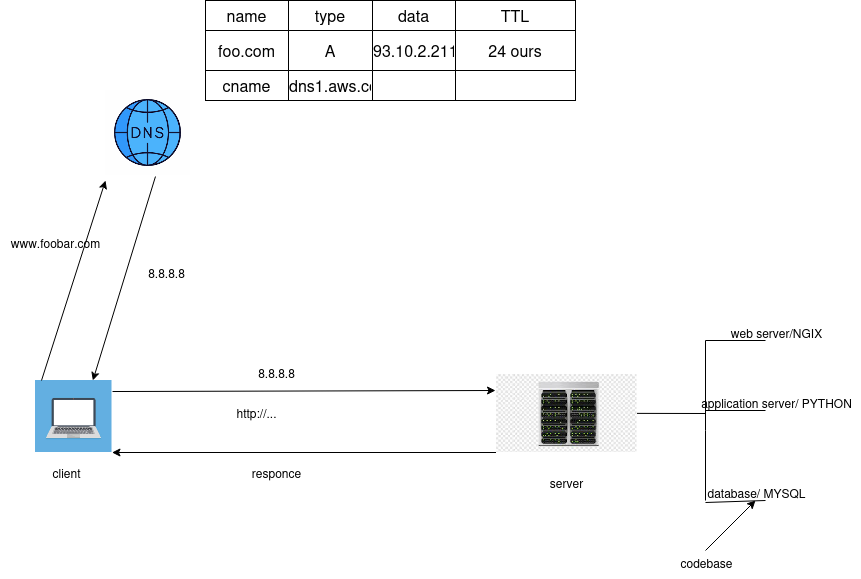 name type data TTL
foo.com A 93.10.2.211 24 ours
cname dns1.aws.c
DNS
www.foobar.com
8.8.8.8
8.8.8.8
http://...
responce
client
server
web server/NGIX
application server/ PYTHON
database/ MYSQL
codebase